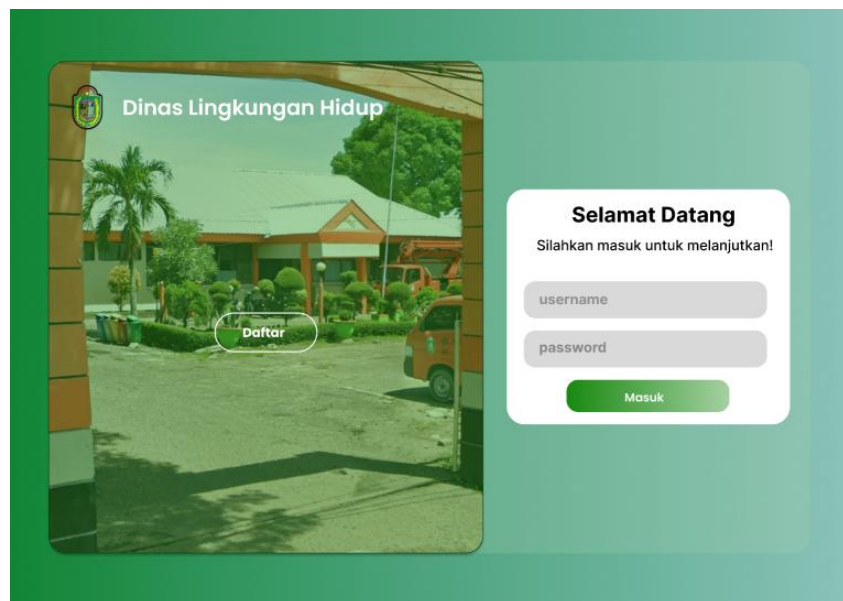 Dinas Lingkungan Hidup
Daftar
Selamat Datang
Silahkan masuk untuk melanjutkan!
username
password
Masuk